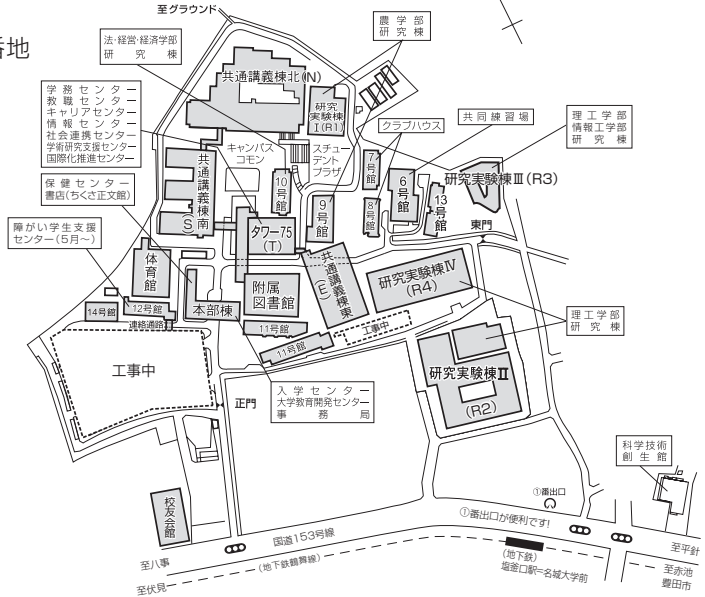 番地
至グラウンド
農学部
研究棟
法・経営・経済学部
研究棟
共通講義棟北(N)
学務センター
教職センター
キャリアセンター
情報センター
社会連携センター
学術研究支援センター
国際化推進センター
研究
実験棟
I(R1)
クラブハウス
共同練習場
理工学部
情報工学部
研究棟
キャンパス
コモン
スチュー
デント
プラザ
共通講義棟南
(S)
10号館
7号館
6号館
研究実験棟Ⅲ(R3)
保健センター
書店(ちくさ正文館)
9号館
8号館
13号館
東門
障がい学生支援
センター(5月～)
タワー75
(T)
体育館
共通講義棟東
(E)
研究実験棟Ⅳ
(R4)
附属
図書館
本部棟
14号館
12号館
連絡通路
11号館
11号館
工事中
理工学部
研究棟
工事中
研究実験棟Ⅱ
(R2)
入学センター
大学教育開発センター
事務局
正門
科学技術
創生館
①番出口
校友会館
①番出口が便利です!
国道153号線
至八事
(地下鉄鶴舞線)
(地下鉄)
塩釜口駅=名城大学前
至平針
至伏見
至赤池
豊田市